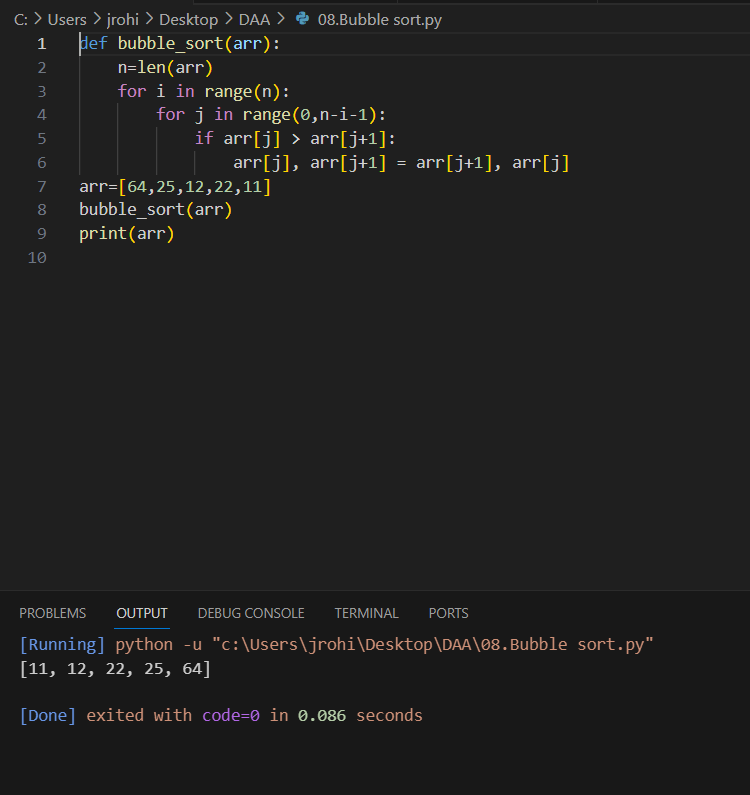 C: > Users > jrohi > Desktop > DAA > 08.Bubble sort.py
1 def bubble_sort(arr):
2     n=len(arr)
3     for i in range(n):
4         for j in range(0,n-i-1):
5             if arr[j] > arr[j+1]:
6                 arr[j], arr[j+1] = arr[j+1], arr[j]
7 arr=[64,25,12,22,11]
8 bubble_sort(arr)
9 print(arr)
10
PROBLEMS OUTPUT DEBUG CONSOLE TERMINAL PORTS
[Running] python -u "c:\Users\jrohi\Desktop\DAA\08.Bubble sort.py"
[11, 12, 22, 25, 64]
[Done] exited with code=0 in 0.086 seconds